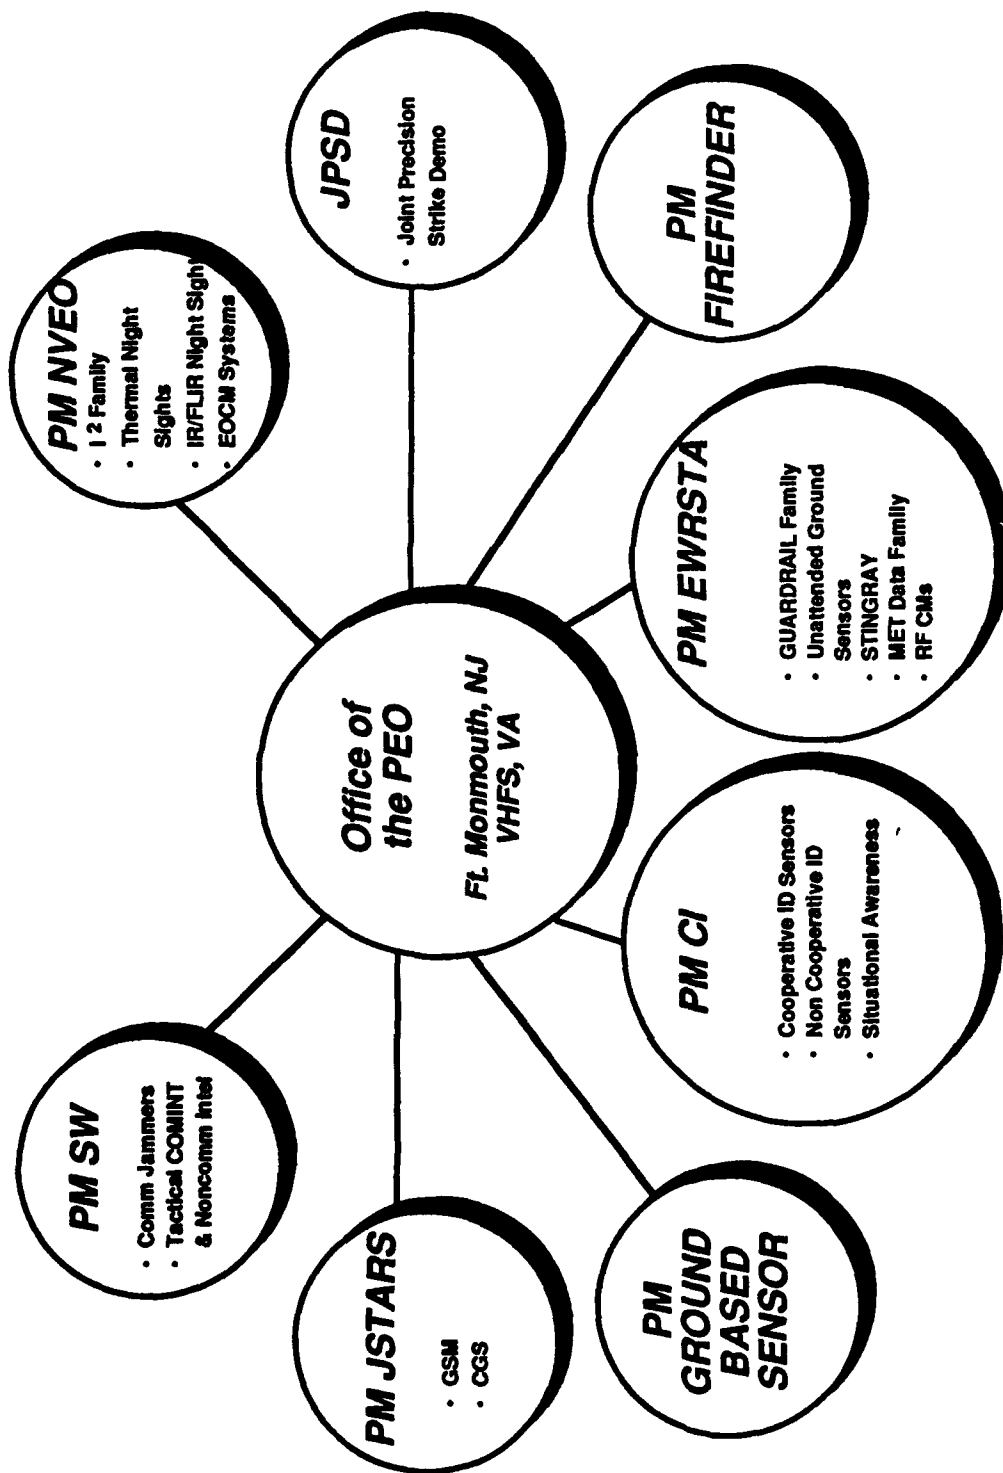 PM SW
• Comm Jammers
• Tactical COMINT
& Noncomm Intel
PM NVEO
• I 2 Family
• Thermal Night
Sights
• IR/FLIR Night Sight
• EOCM Systems
PM JSTARS
• GSM
• CGS
Office of
the PEO
Ft. Monmouth, NJ
VHFS, VA
JPSD
• Joint Precision
Strike Demo
PM
GROUND
BASED
SENSOR
PM CI
• Cooperative ID Sensors
• Non Cooperative ID
Sensors
• Situational Awareness
PM EWRSTA
• GUARDRAIL Family
• Unattended Ground
Sensors
• STINGRAY
• MET Data Family
• RF CMs
PM
FIREFINDER